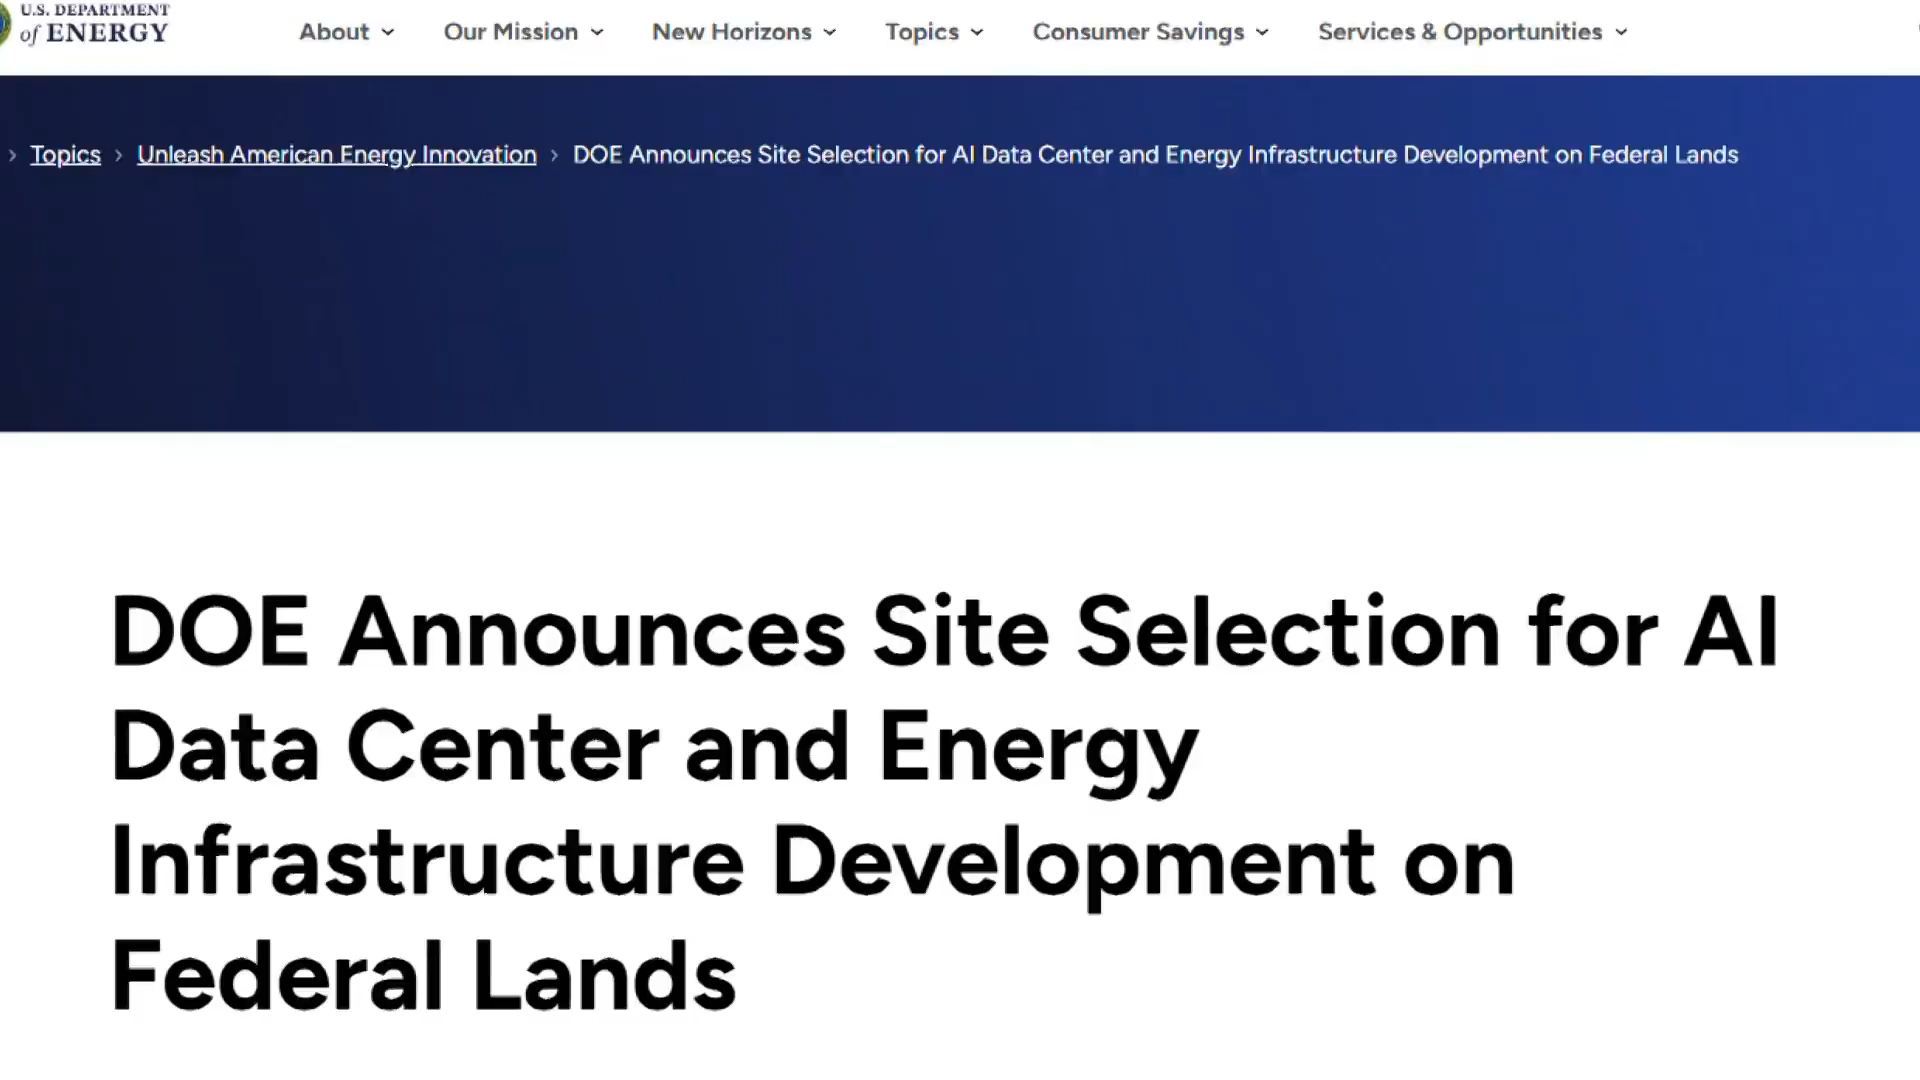 U.S. DEPARTMENT
of ENERGY
About
Our Mission
New Horizons
Topics
Consumer Savings
Services & Opportunities
Topics > Unleash American Energy Innovation > DOE Announces Site Selection for AI Data Center and Energy Infrastructure Development on Federal Lands
DOE Announces Site Selection for AI
Data Center and Energy
Infrastructure Development on
Federal Lands